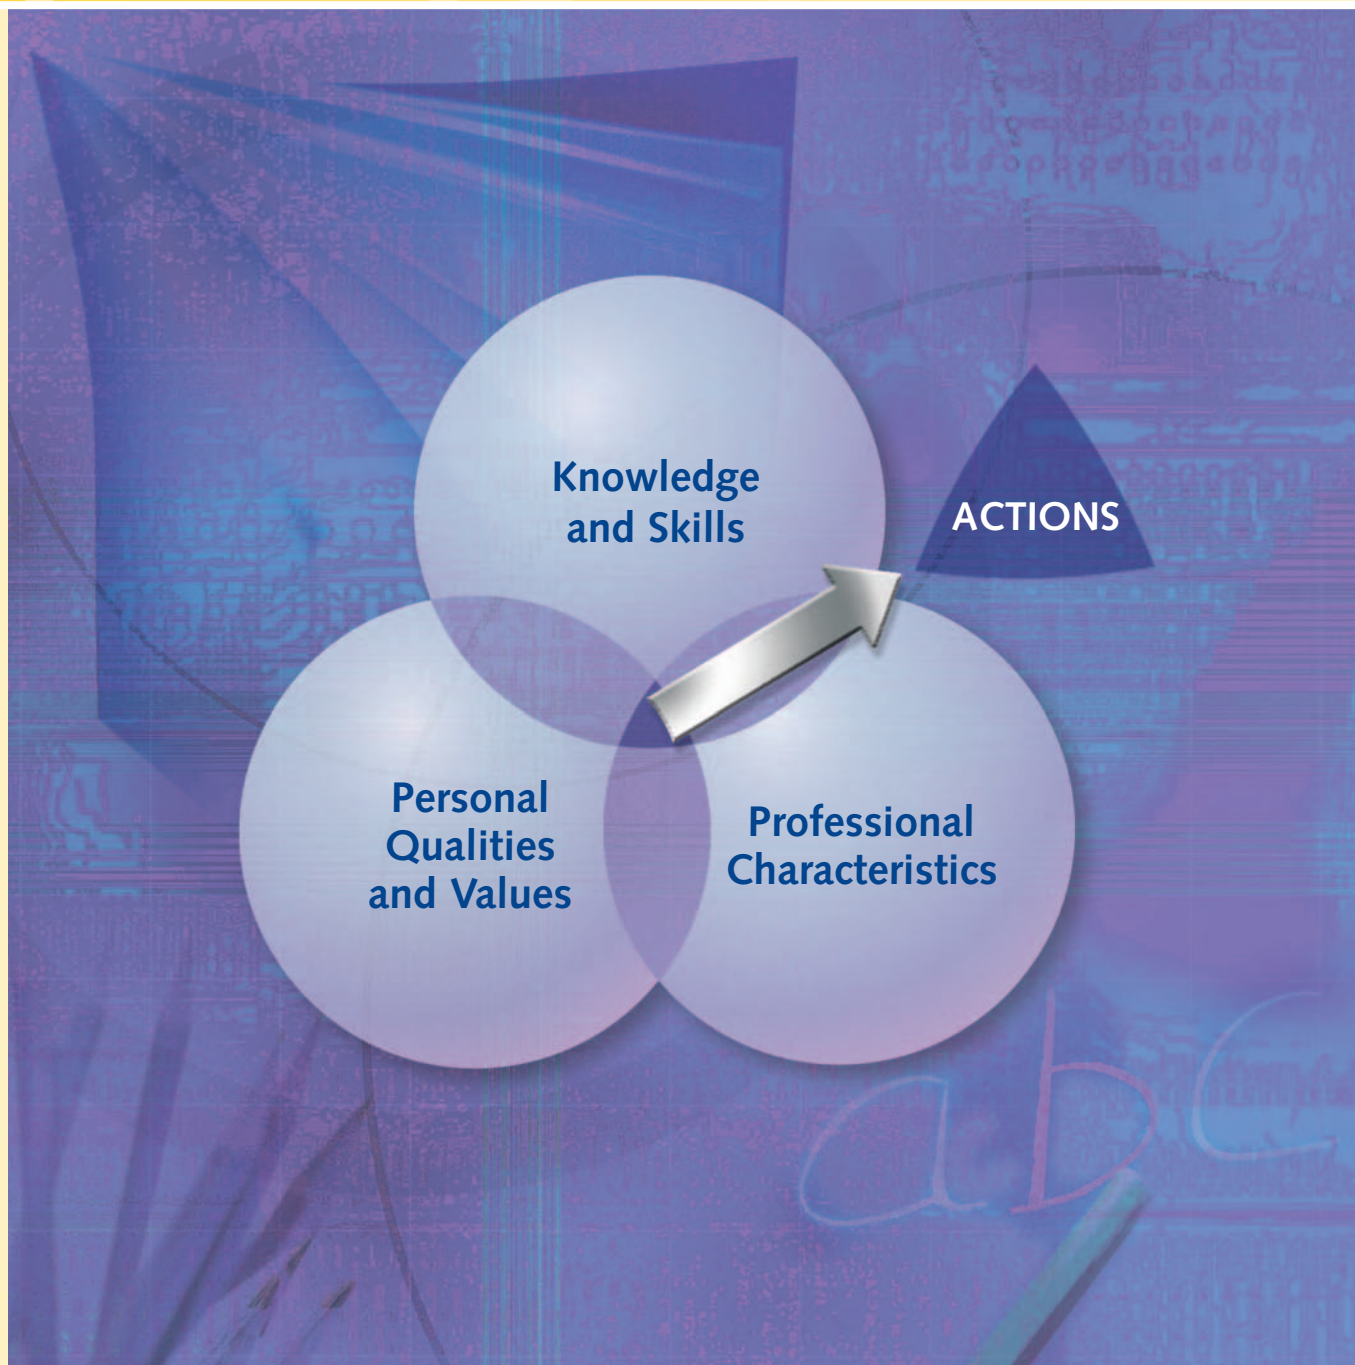 Knowledge
and Skills
ACTIONS
Personal
Qualities
and Values
Professional
Characteristics
a b c